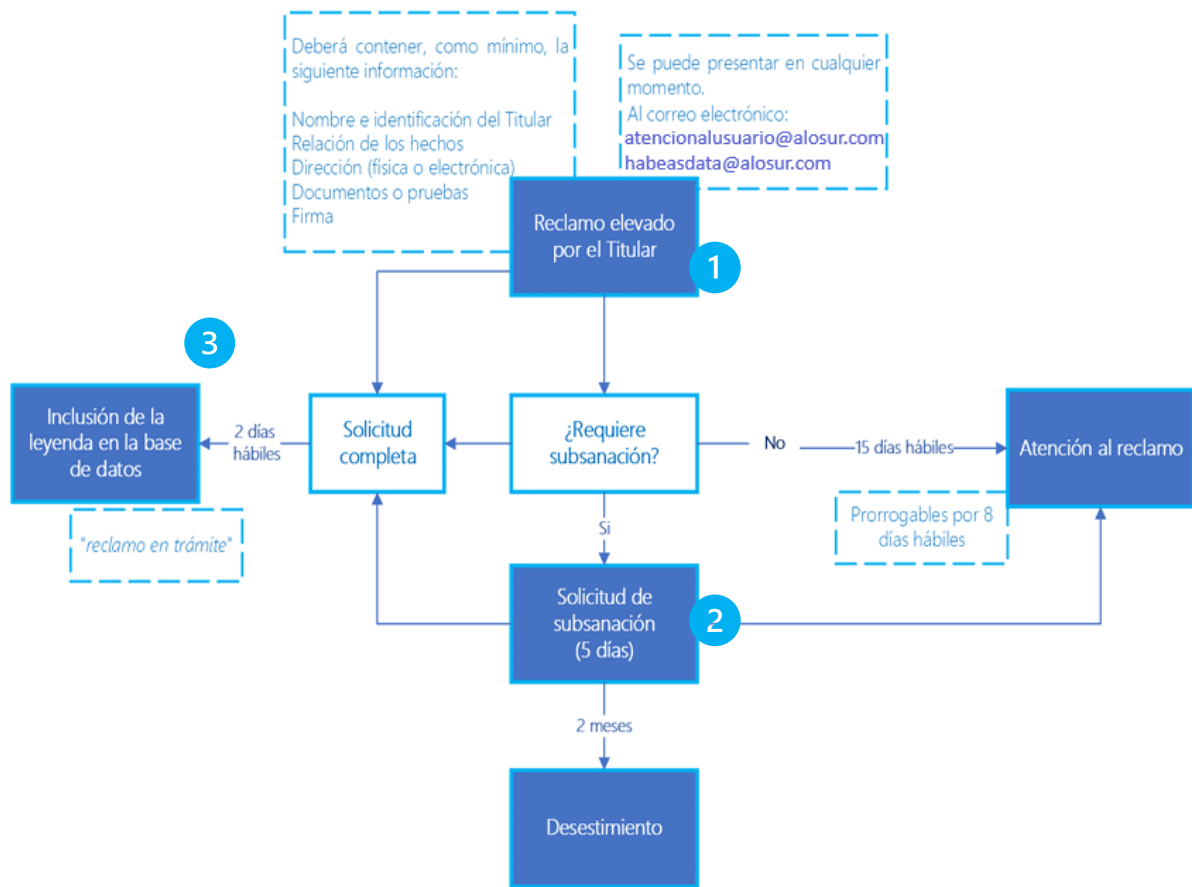 Deberá contener, como mínimo, la
siguiente información:
Nombre e identificación del Titular
Relación de los hechos
Dirección (física o electrónica)
Documentos o pruebas
Firma
Se puede presentar en cualquier
momento.
Al correo electrónico:
atencionalusuario@alosur.com
habeasdata@alosur.com
Reclamo elevado
por el Titular
1
3
Inclusión de la
leyenda en la base
de datos
2 días
hábiles
Solicitud
completa
¿Requiere
subsanación?
No
15 días hábiles
Atención al reclamo
"reclamo en trámite"
Prorrogables por 8
días hábiles
Si
Solicitud de
subsanación
(5 días)
2
2 meses
Desestimiento